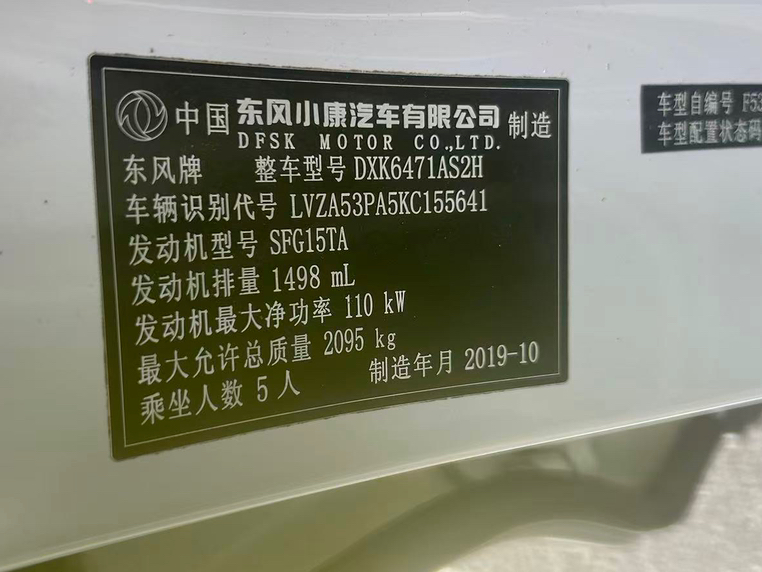 中国 东风小康汽车有限公司 制造
DFSK MOTOR CO.,LTD.
东风牌 整车型号 DXK6471AS2H
车辆识别代号 LVZA53PA5KC155641
发动机型号 SFG15TA
发动机排量 1498 mL
发动机最大净功率 110 kW
最大允许总质量 2095 kg
乘坐人数 5 人 制造年月 2019-10
车型自编号 F53
车型配置状态码